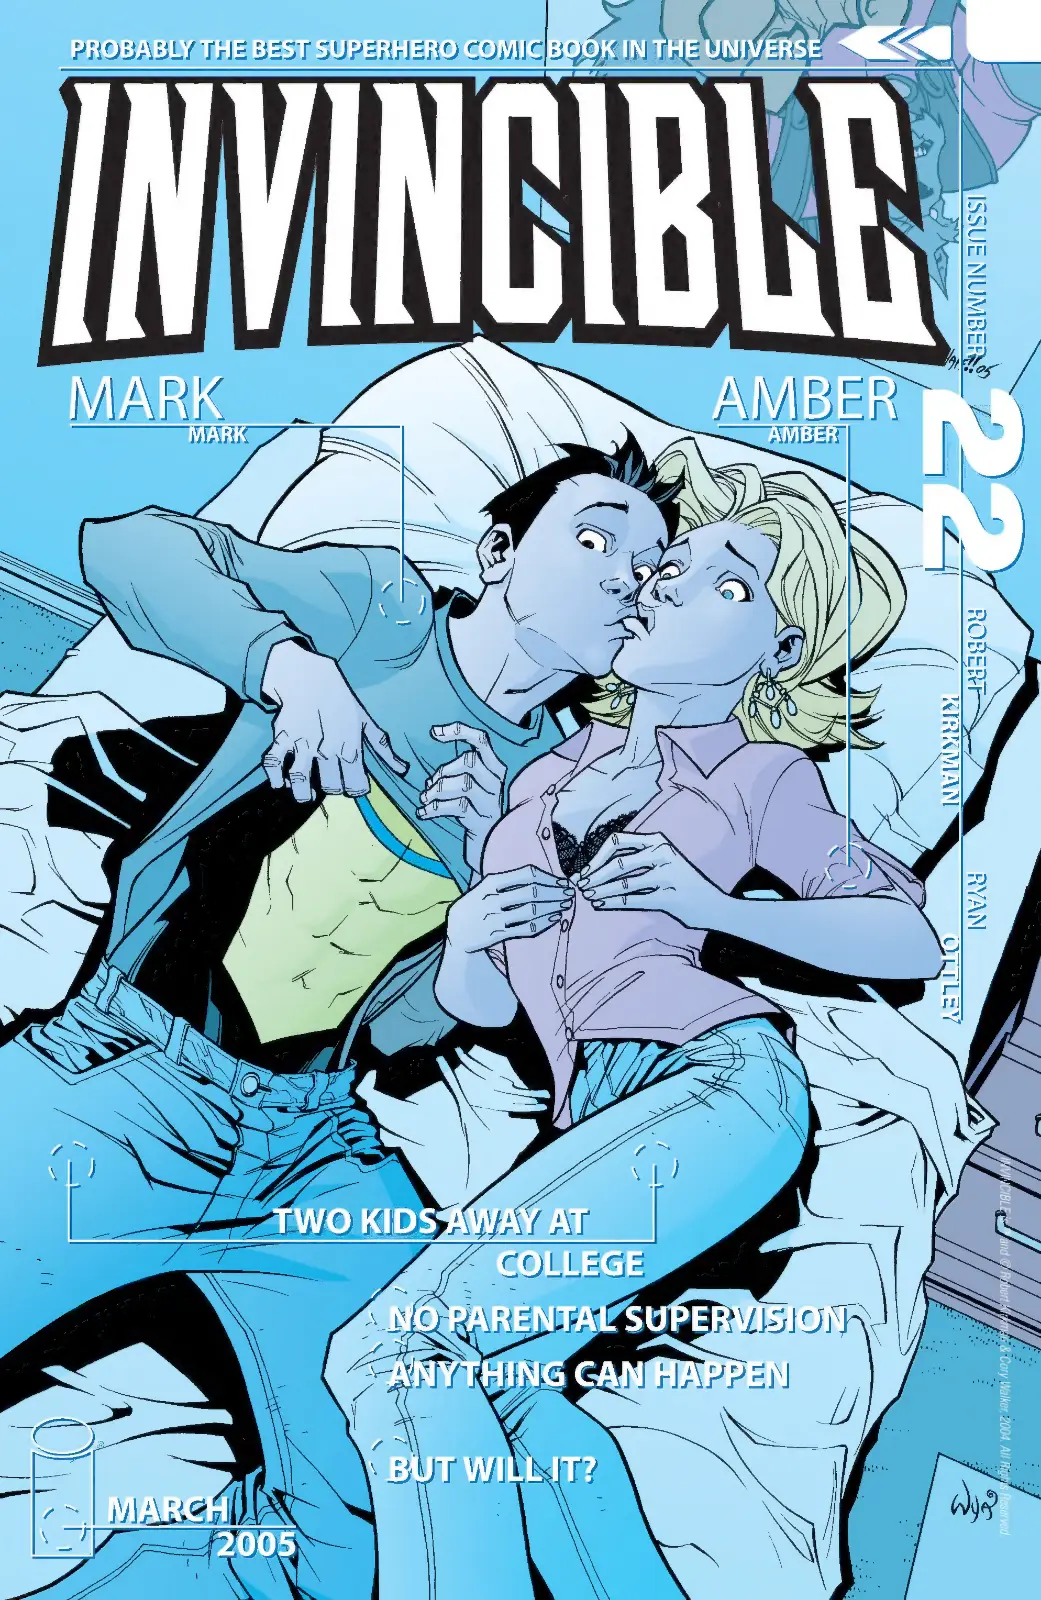 PROBABLY THE BEST SUPERHERO COMIC BOOK IN THE UNIVERSE
INVINCIBLE
ISSUE NUMBER
22
ROBERT
KIRKMAN
RYAN
OTTLEY
MARK
MARK
AMBER
AMBER
TWO KIDS AWAY AT
COLLEGE
NO PARENTAL SUPERVISION
ANYTHING CAN HAPPEN
BUT WILL IT?
MARCH
2005